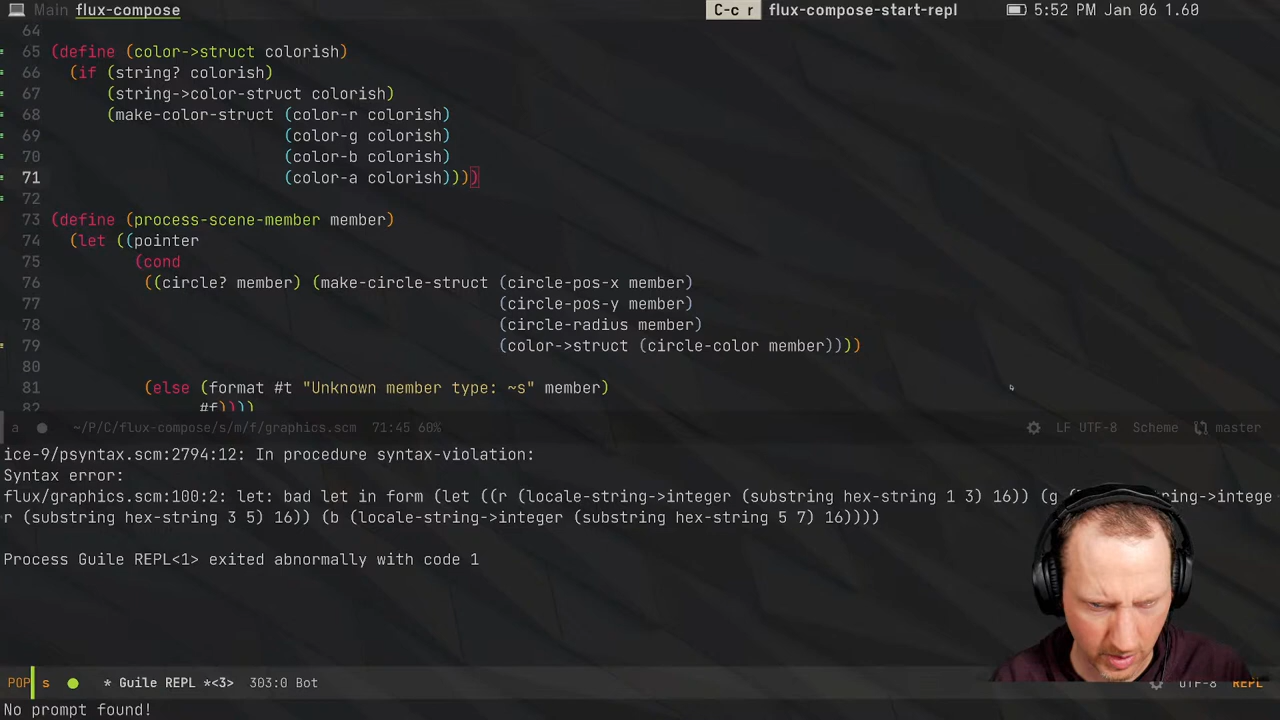 Main flux-compose C-c r flux-compose-start-repl 5:52 PM Jan 06 1.60
64
65 (define (color->struct colorish)
66 (if (string? colorish)
67 (string->color-struct colorish)
68 (make-color-struct (color-r colorish)
69 (color-g colorish)
70 (color-b colorish)
71 (color-a colorish))))
72
73 (define (process-scene-member member)
74 (let ((pointer
75 (cond
76 ((circle? member) (make-circle-struct (circle-pos-x member)
77 (circle-pos-y member)
78 (circle-radius member)
79 (color->struct (circle-color member))))
80
81 (else (format #t "Unknown member type: ~s" member)
82 #f))))
a ~/P/C/flux-compose/s/m/f/graphics.scm 71:45 60% LF UTF-8 Scheme master
ice-9/psyntax.scm:2794:12: In procedure syntax-violation:
Syntax error:
flux/graphics.scm:100:2: let: bad let in form (let ((r (locale-string->integer (substring hex-string 1 3) 16)) (g (string->intege
r (substring hex-string 3 5) 16)) (b (locale-string->integer (substring hex-string 5 7) 16))))
Process Guile REPL<1> exited abnormally with code 1
POP s * Guile REPL *<3> 303:0 Bot UTF-8 REPL
No prompt found!